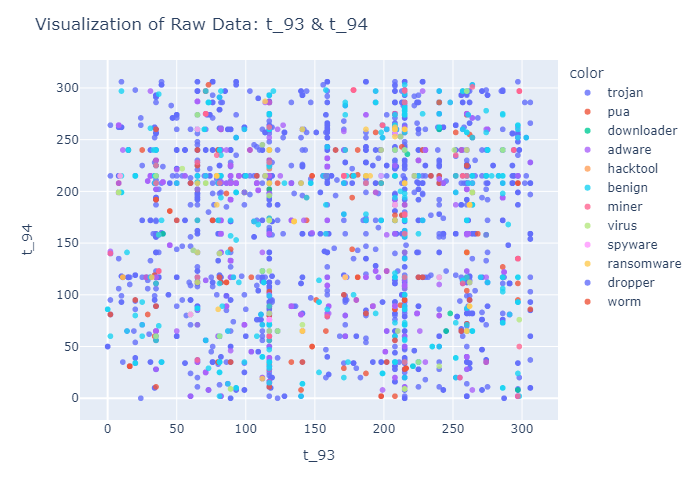 Visualization of Raw Data: t_93 & t_94
color
trojan
pua
downloader
adware
hacktool
benign
miner
virus
spyware
ransomware
dropper
worm
300
250
200
150
100
50
0
t_94
0 50 100 150 200 250 300
t_93